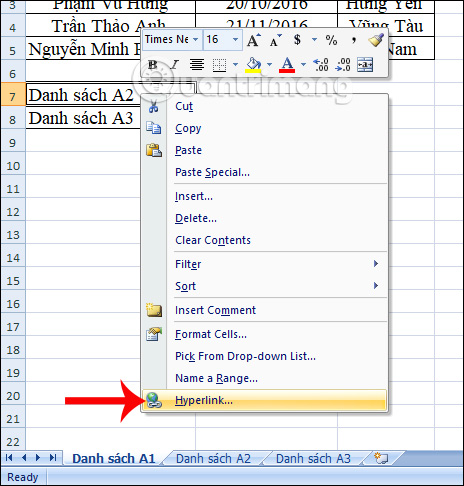 3 Phạm Vũ Hưng 20/10/2016 Hưng Yên
4 Trần Thảo Anh 21/11/2016 Vũng Tàu
5 Nguyễn Minh Nam
Times Ne 16 A A $ % ,
B I A ,00 ,0
6
7 Danh sách A2
Quantrimang
8 Danh sách A3
Cut
9
Copy
10
Paste
Paste Special...
11
Insert...
12
Delete...
13
Clear Contents
14
Filter
15
Sort
16
Insert Comment
17
Format Cells...
18
Pick From Drop-down List...
19
Name a Range...
20
Hyperlink...
21
22
Danh sách A1 Danh sách A2 Danh sách A3
Ready